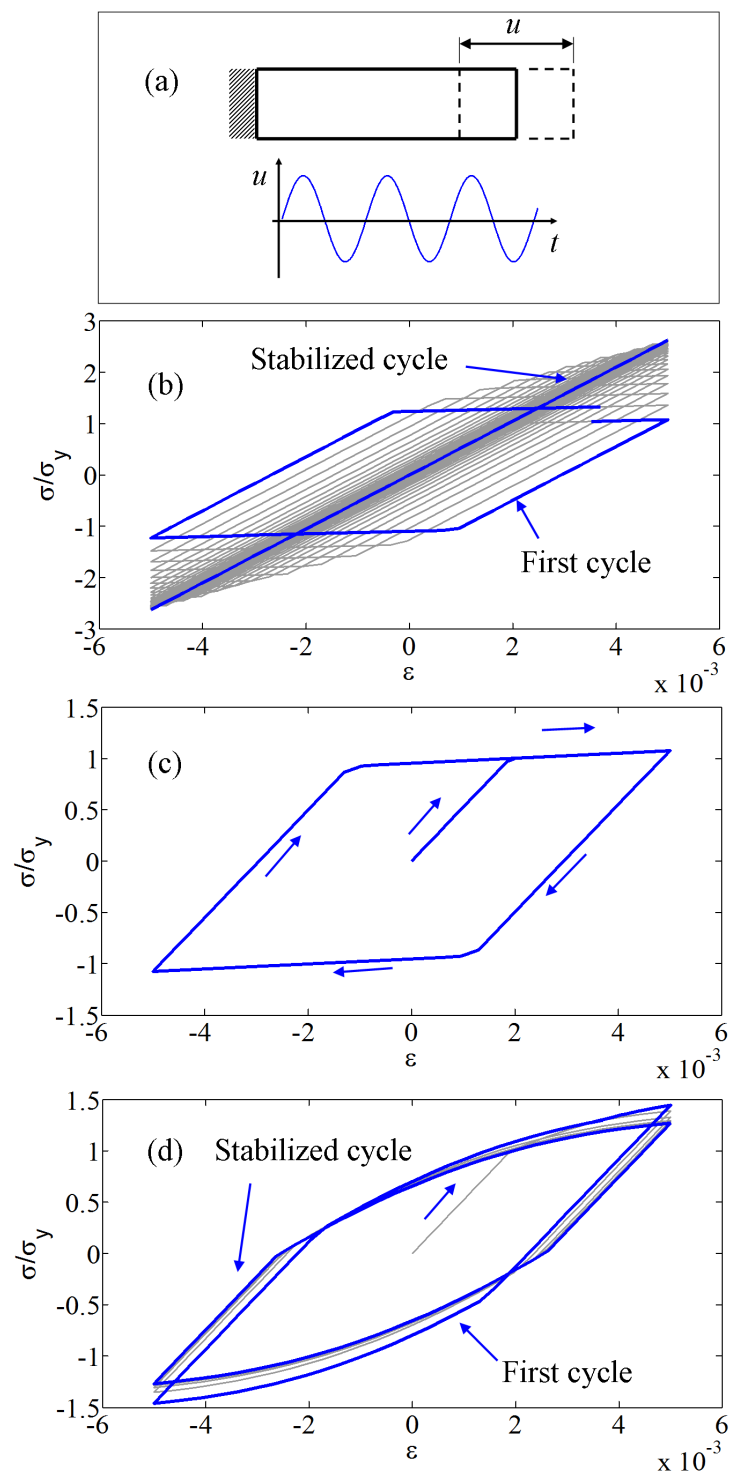 u
(a)
u
t
3
2
1
0
-1
-2
-3
σ/σy
(b)
Stabilized cycle
First cycle
-6 -4 -2 0 2 4 6
ε
x 10-3
1.5
1
0.5
0
-0.5
-1
-1.5
σ/σy
(c)
-6 -4 -2 0 2 4 6
ε
x 10-3
1.5
1
0.5
0
-0.5
-1
-1.5
σ/σy
(d)
Stabilized cycle
First cycle
-6 -4 -2 0 2 4 6
ε
x 10-3